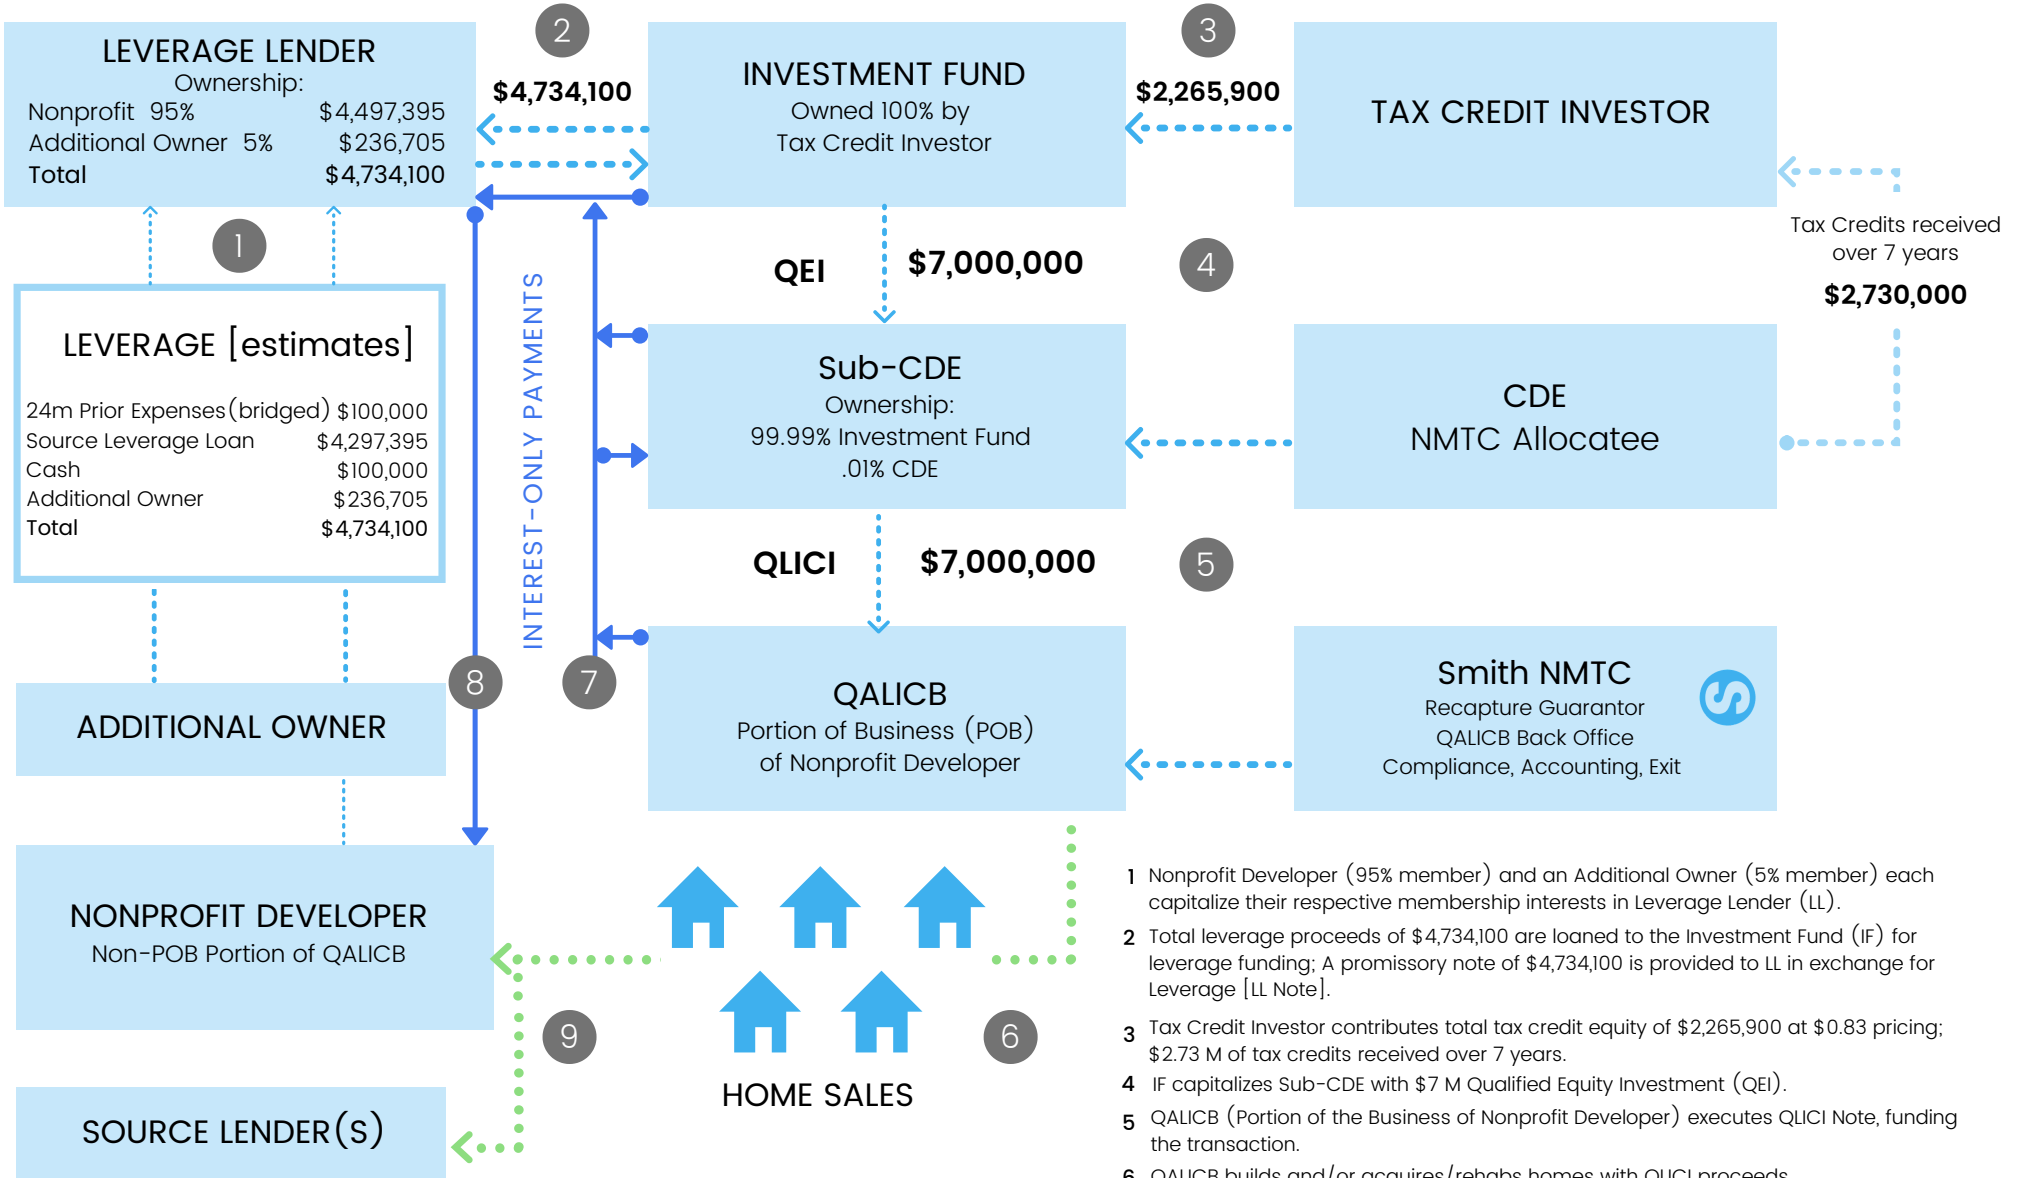 LEVERAGE LENDER
Ownership:
Nonprofit 95% $4,497,395
Additional Owner 5% $236,705
Total $4,734,100
2
$4,734,100
INVESTMENT FUND
Owned 100% by
Tax Credit Investor
3
$2,265,900
TAX CREDIT INVESTOR
Tax Credits received
over 7 years
$2,730,000
1
LEVERAGE [estimates]
24m Prior Expenses(bridged) $100,000
Source Leverage Loan $4,297,395
Cash $100,000
Additional Owner $236,705
Total $4,734,100
INTEREST-ONLY PAYMENTS
QEI $7,000,000
4
Sub-CDE
Ownership:
99.99% Investment Fund
.01% CDE
CDE
NMTC Allocatee
QLICI $7,000,000
5
8
7
ADDITIONAL OWNER
QALICB
Portion of Business (POB)
of Nonprofit Developer
Smith NMTC
Recapture Guarantor
QALICB Back Office
Compliance, Accounting, Exit
NONPROFIT DEVELOPER
Non-POB Portion of QALICB
9
6
HOME SALES
SOURCE LENDER(S)
1 Nonprofit Developer (95% member) and an Additional Owner (5% member) each
capitalize their respective membership interests in Leverage Lender (LL).
2 Total leverage proceeds of $4,734,100 are loaned to the Investment Fund (IF) for
leverage funding; A promissory note of $4,734,100 is provided to LL in exchange for
Leverage [LL Note].
3 Tax Credit Investor contributes total tax credit equity of $2,265,900 at $0.83 pricing;
$2.73 M of tax credits received over 7 years.
4 IF capitalizes Sub-CDE with $7 M Qualified Equity Investment (QEI).
5 QALICB (Portion of the Business of Nonprofit Developer) executes QLICI Note, funding
the transaction.
6 QALICB builds and/or acquires/rehabs homes with QLICI proceeds